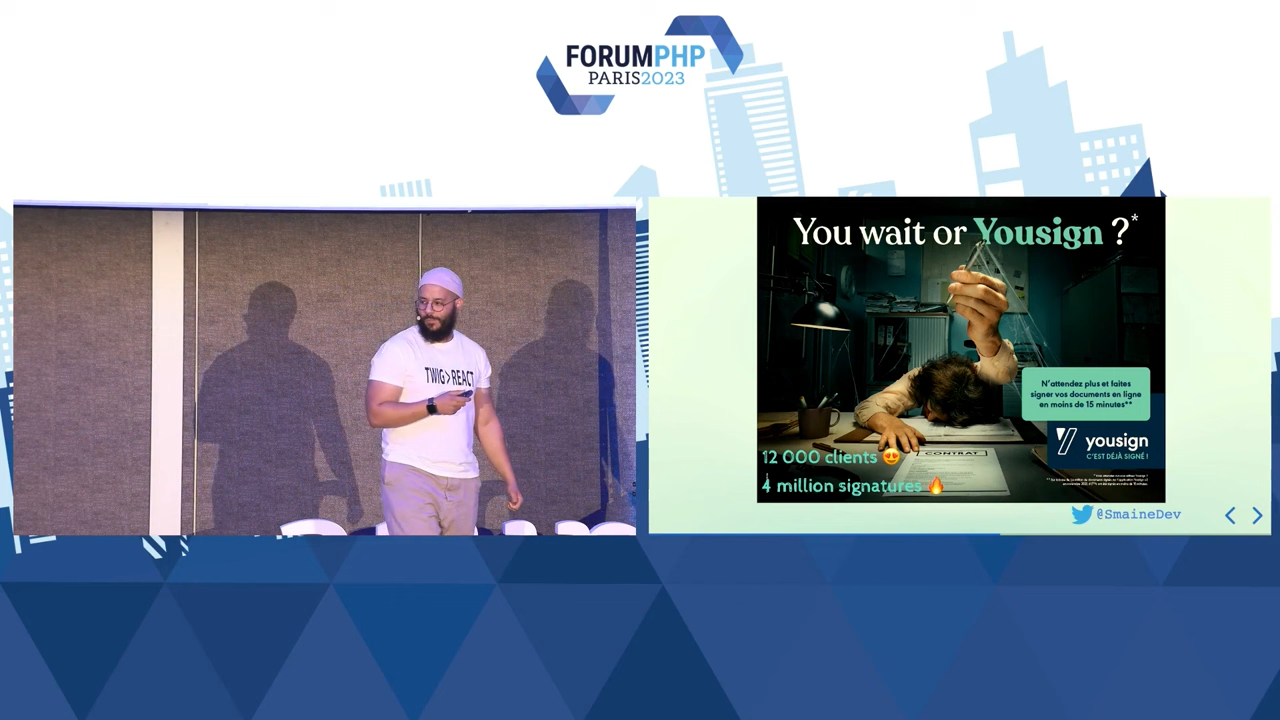 FORUMPHP
PARIS2023
TWIG>REACT
You wait or Yousign ?*
N'attendez plus et faites
signer vos documents en ligne
en moins de 15 minutes**
yousign
C'EST DÉJÀ SIGNÉ !
CONTRAT
12 000 clients 😍
4 million signatures 🔥
@SmaineDev